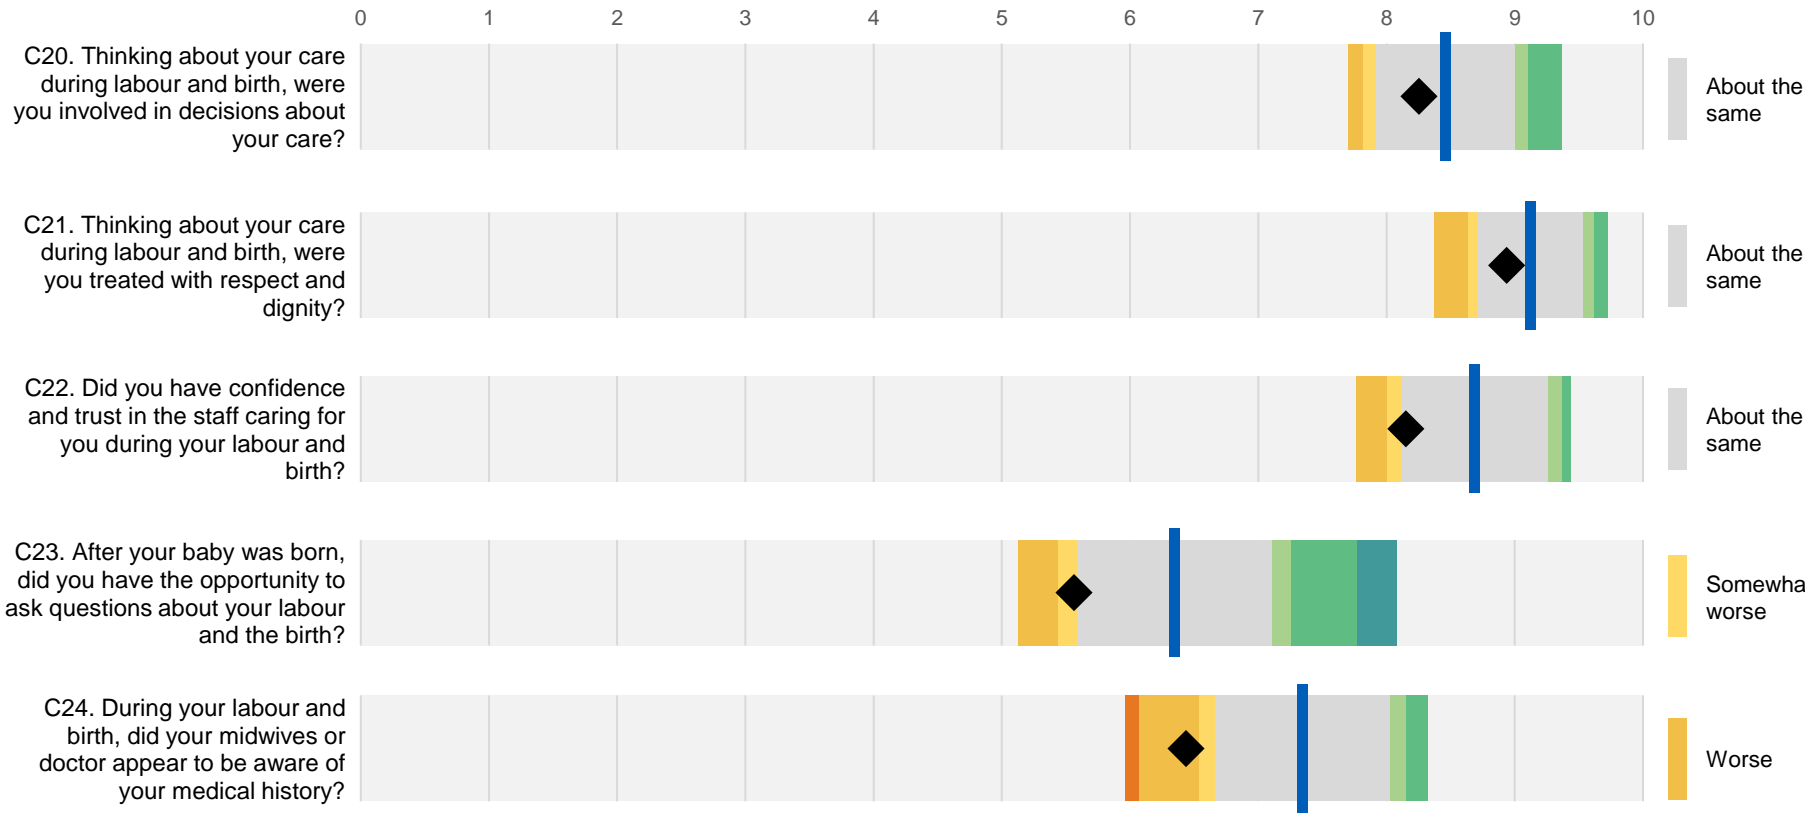 0 1 2 3 4 5 6 7 8 9 10
C20. Thinking about your care
during labour and birth, were
you involved in decisions about
your care?
About the
same
C21. Thinking about your care
during labour and birth, were
you treated with respect and
dignity?
About the
same
C22. Did you have confidence
and trust in the staff caring for
you during your labour and
birth?
About the
same
C23. After your baby was born,
did you have the opportunity to
ask questions about your labour
and the birth?
Somewha
worse
C24. During your labour and
birth, did your midwives or
doctor appear to be aware of
your medical history?
Worse